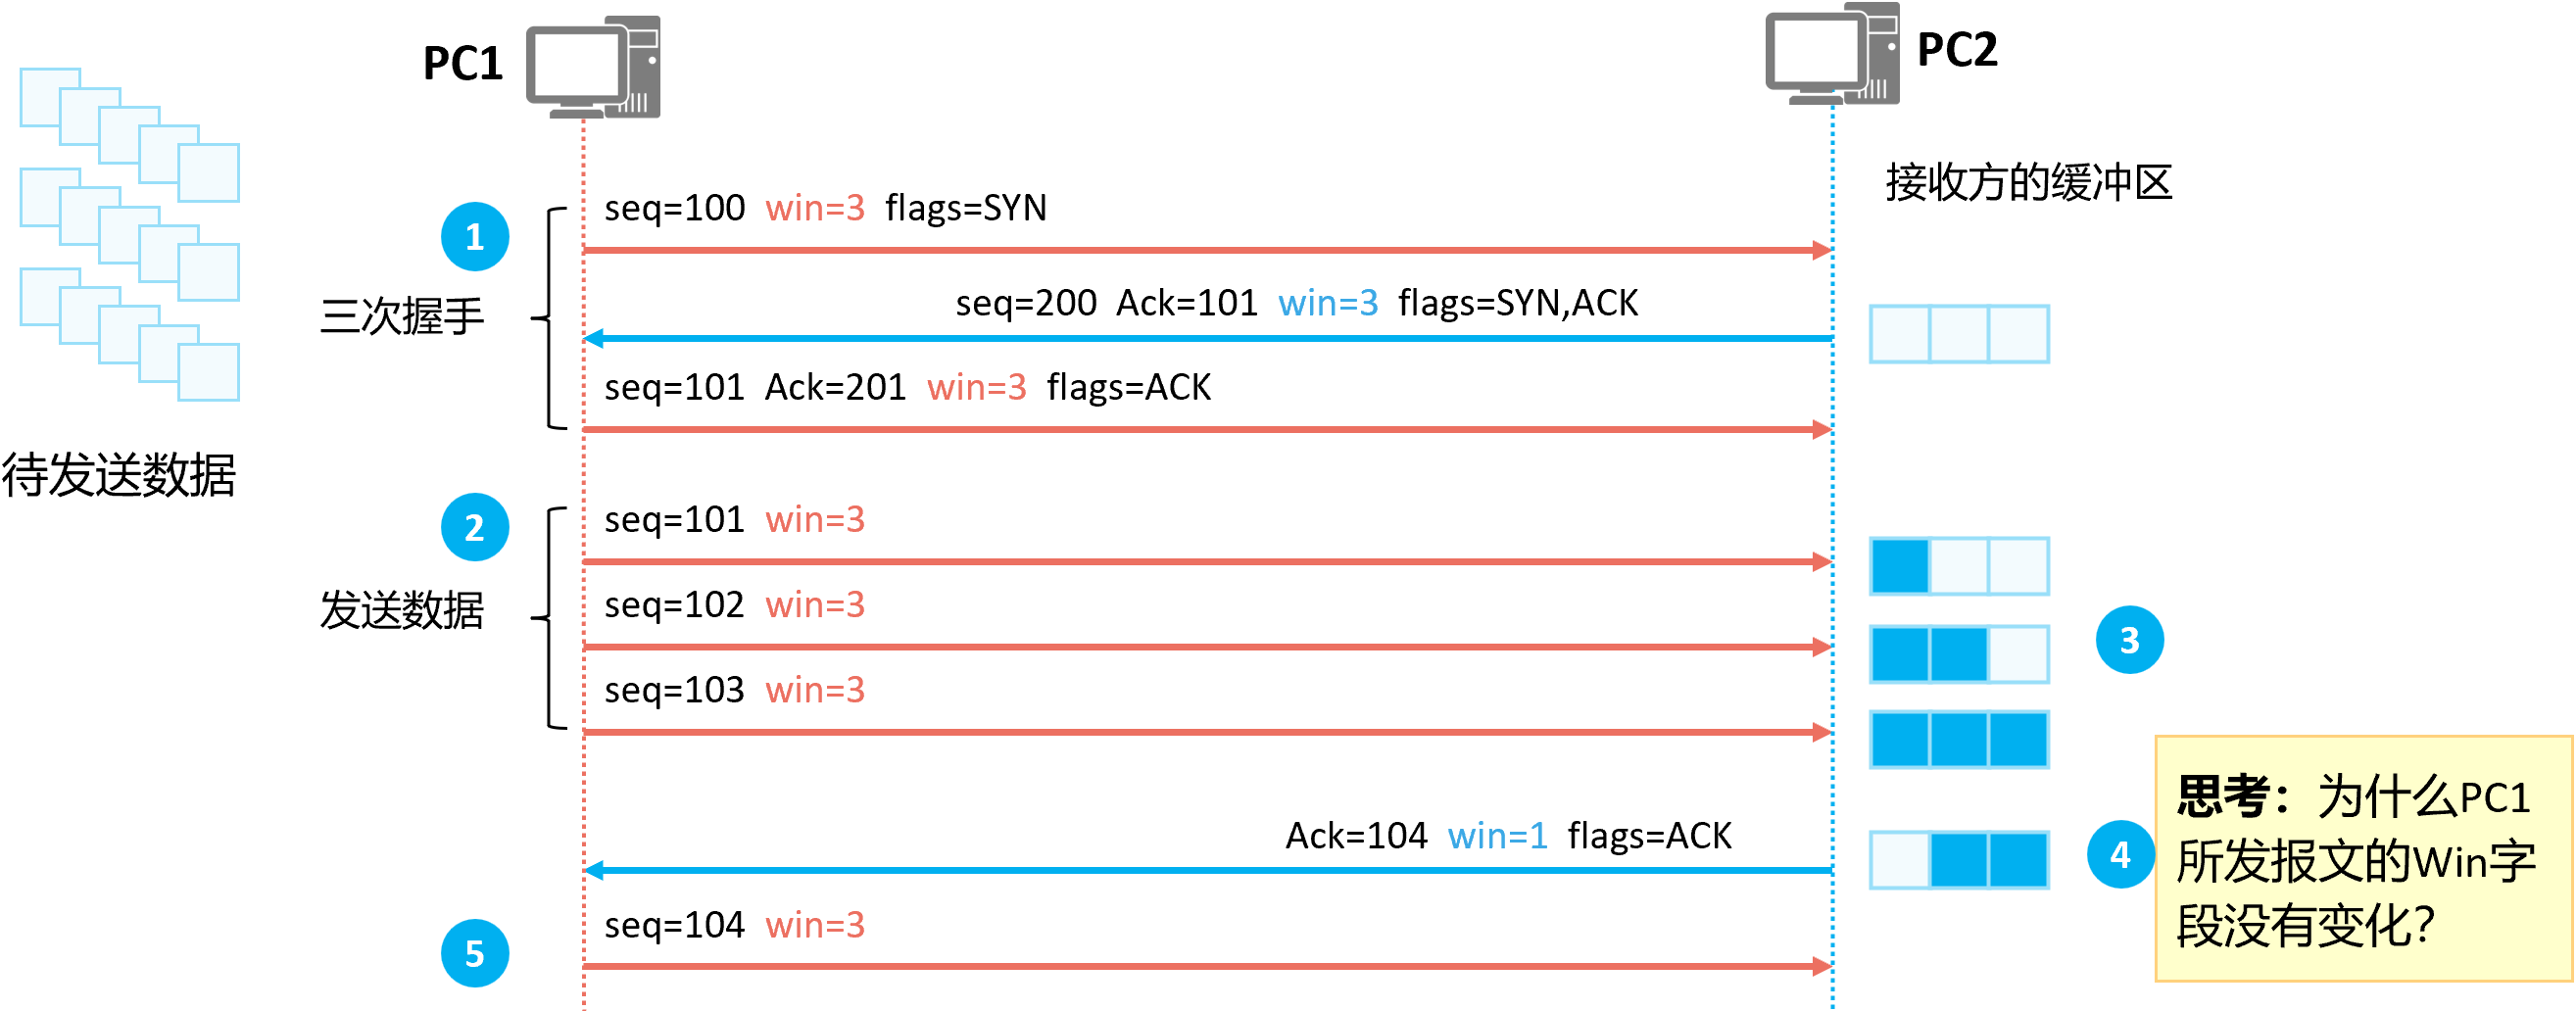 PC1
PC2
接收方的缓冲区
1
三次握手
seq=100 win=3 flags=SYN
seq=200 Ack=101 win=3 flags=SYN,ACK
seq=101 Ack=201 win=3 flags=ACK
待发送数据
2
发送数据
seq=101 win=3
seq=102 win=3
seq=103 win=3
3
Ack=104 win=1 flags=ACK
4
思考：为什么PC1
所发报文的Win字
段没有变化？
5
seq=104 win=3